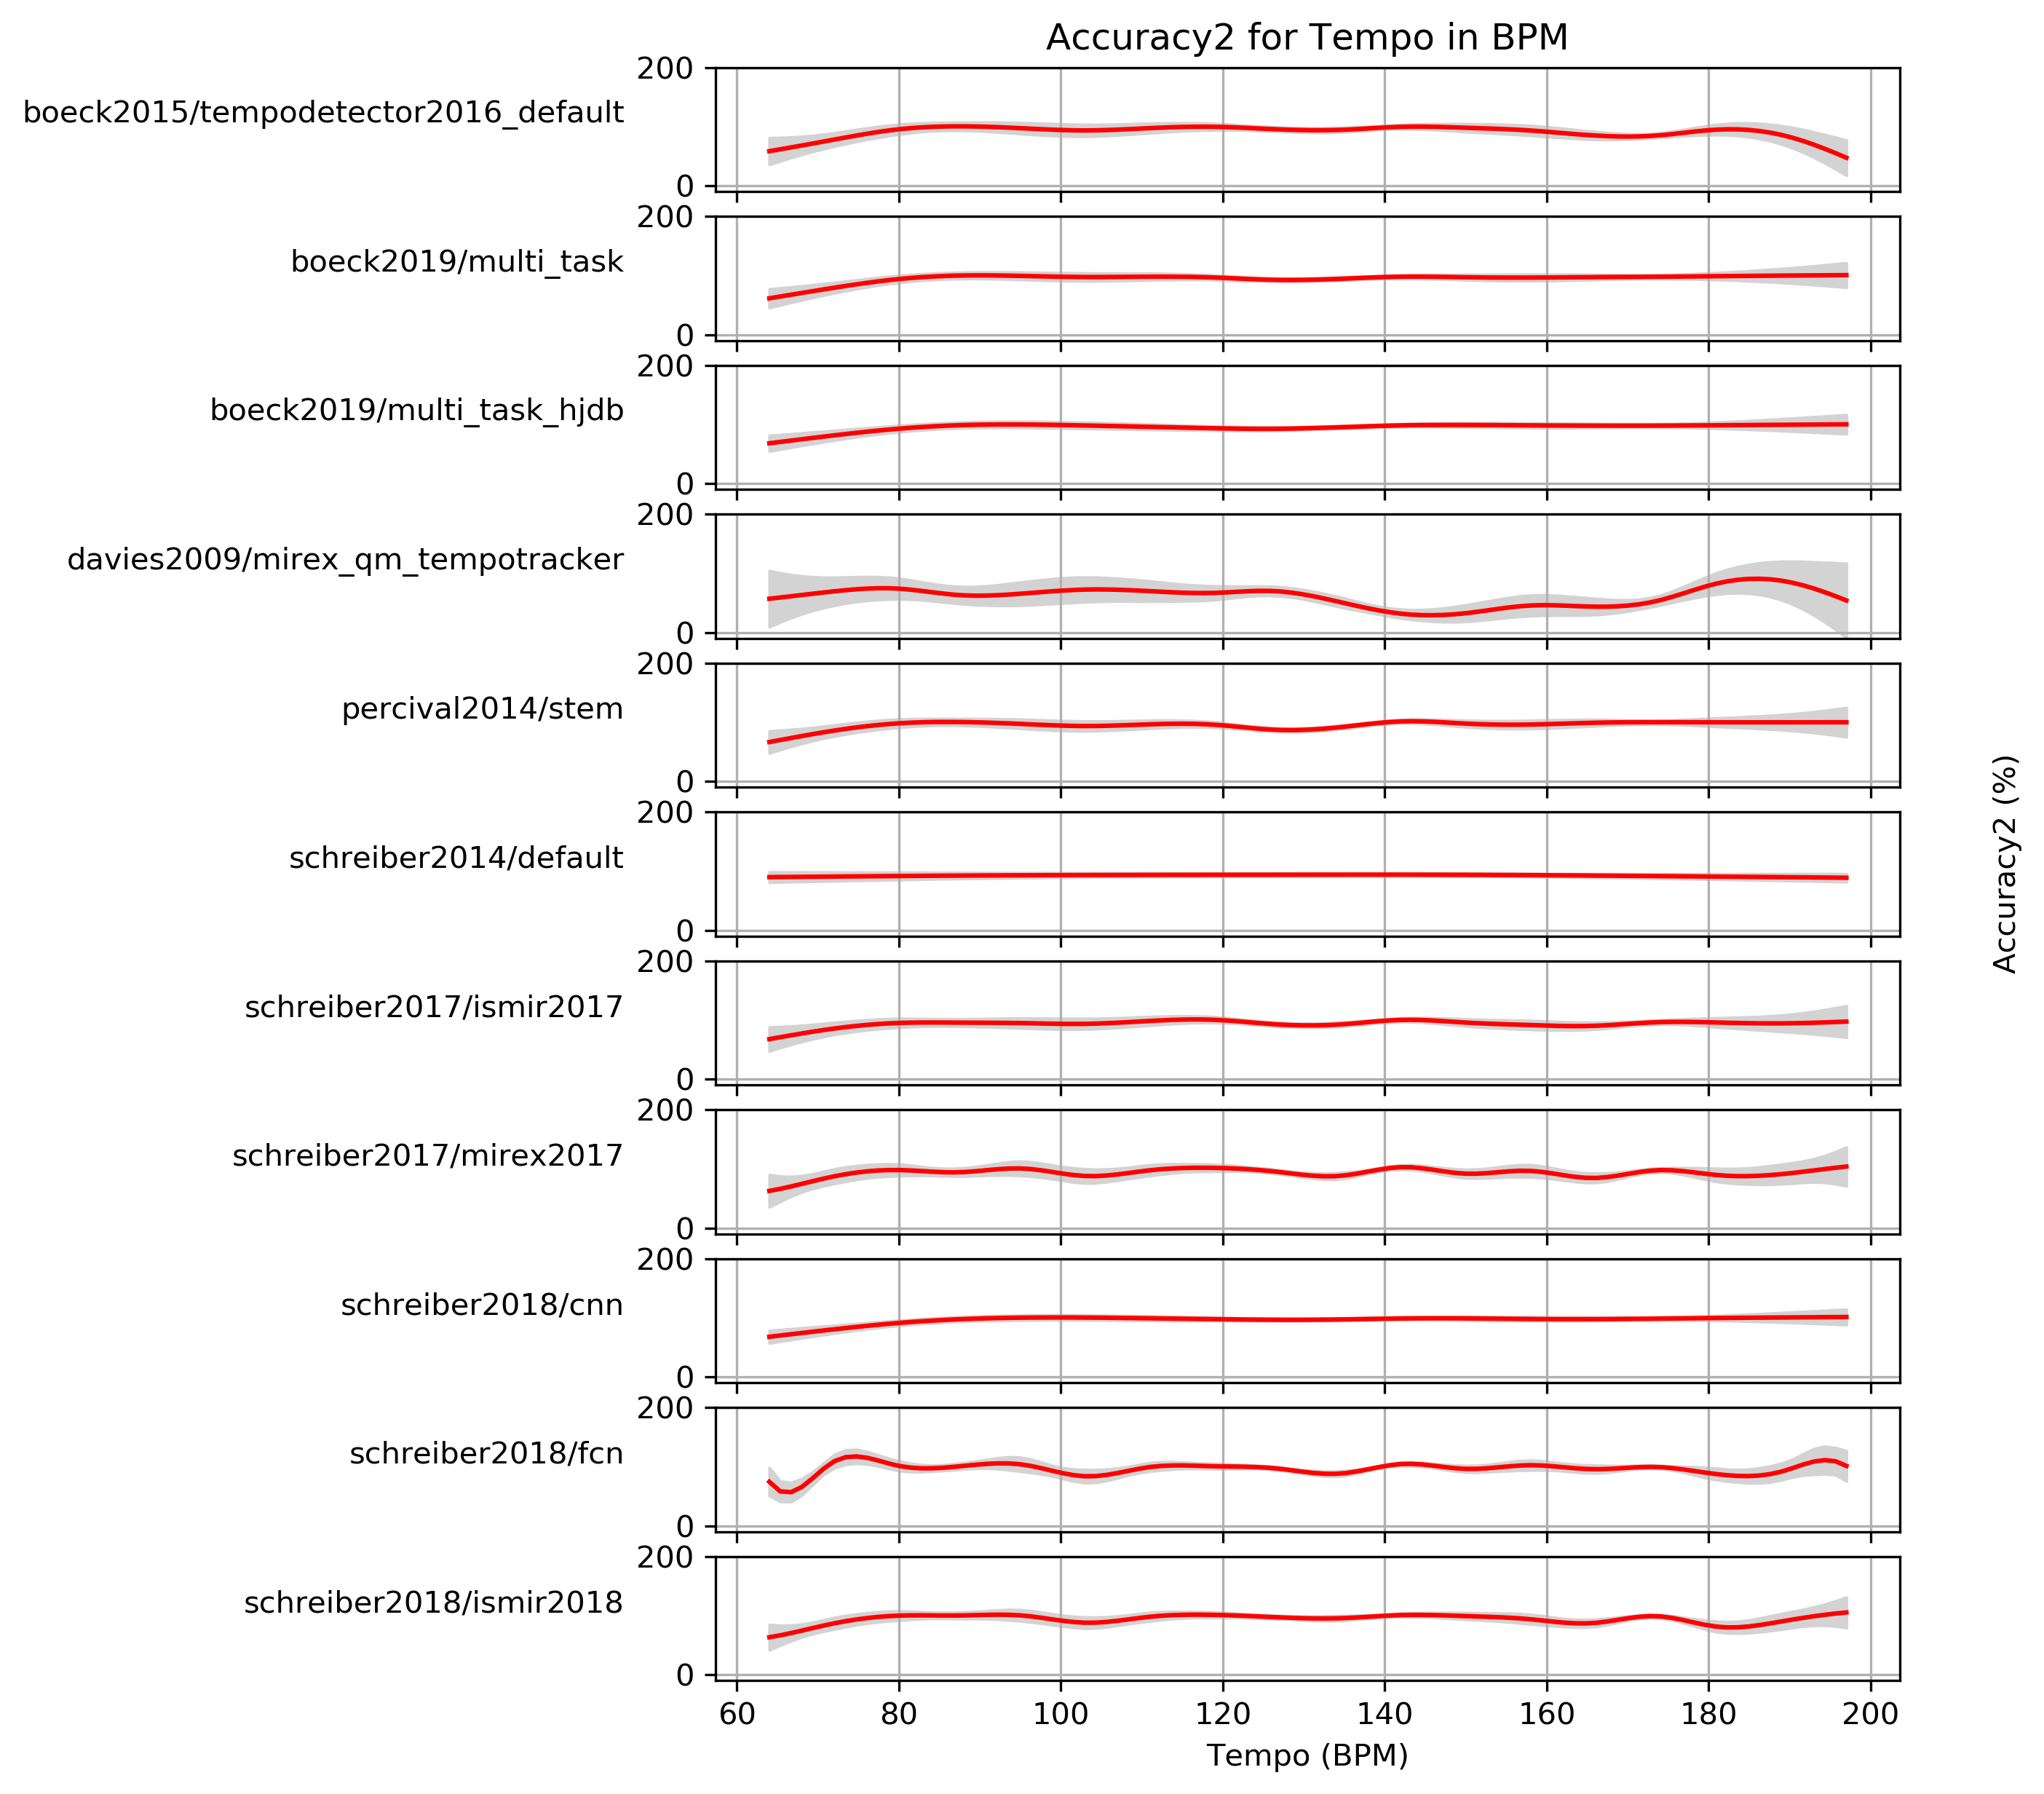 Accuracy2 for Tempo in BPM
200
boeck2015/tempodetector2016_default
0
200
boeck2019/multi_task
0
200
boeck2019/multi_task_hjdb
0
200
davies2009/mirex_qm_tempotracker
0
200
percival2014/stem
0
200
schreiber2014/default
0
200
schreiber2017/ismir2017
0
200
schreiber2017/mirex2017
0
200
schreiber2018/cnn
0
200
schreiber2018/fcn
0
200
schreiber2018/ismir2018
0
60 80 100 120 140 160 180 200
Tempo (BPM)
Accuracy2 (%)